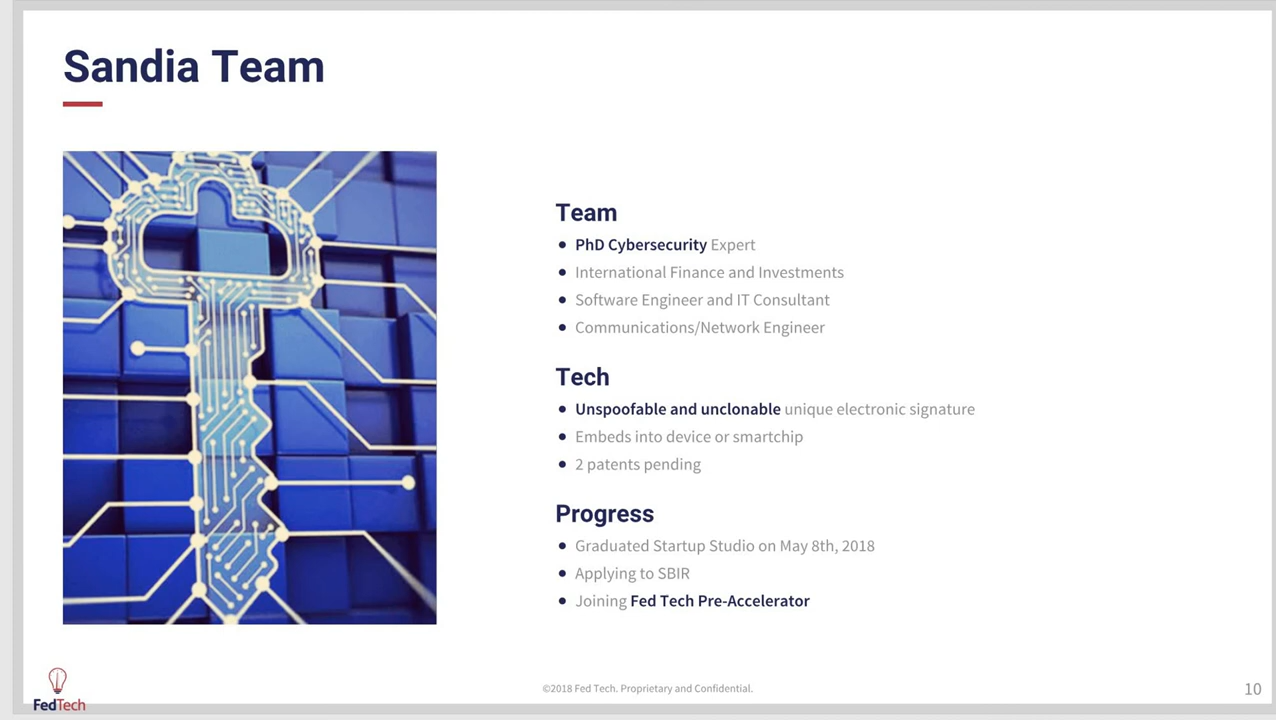 Sandia Team
Team
PhD Cybersecurity Expert
International Finance and Investments
Software Engineer and IT Consultant
Communications/Network Engineer
Tech
Unspoofable and unclonable unique electronic signature
Embeds into device or smartchip
2 patents pending
Progress
Graduated Startup Studio on May 8th, 2018
Applying to SBIR
Joining Fed Tech Pre-Accelerator
FedTech
©2018 Fed Tech. Proprietary and Confidential.
10